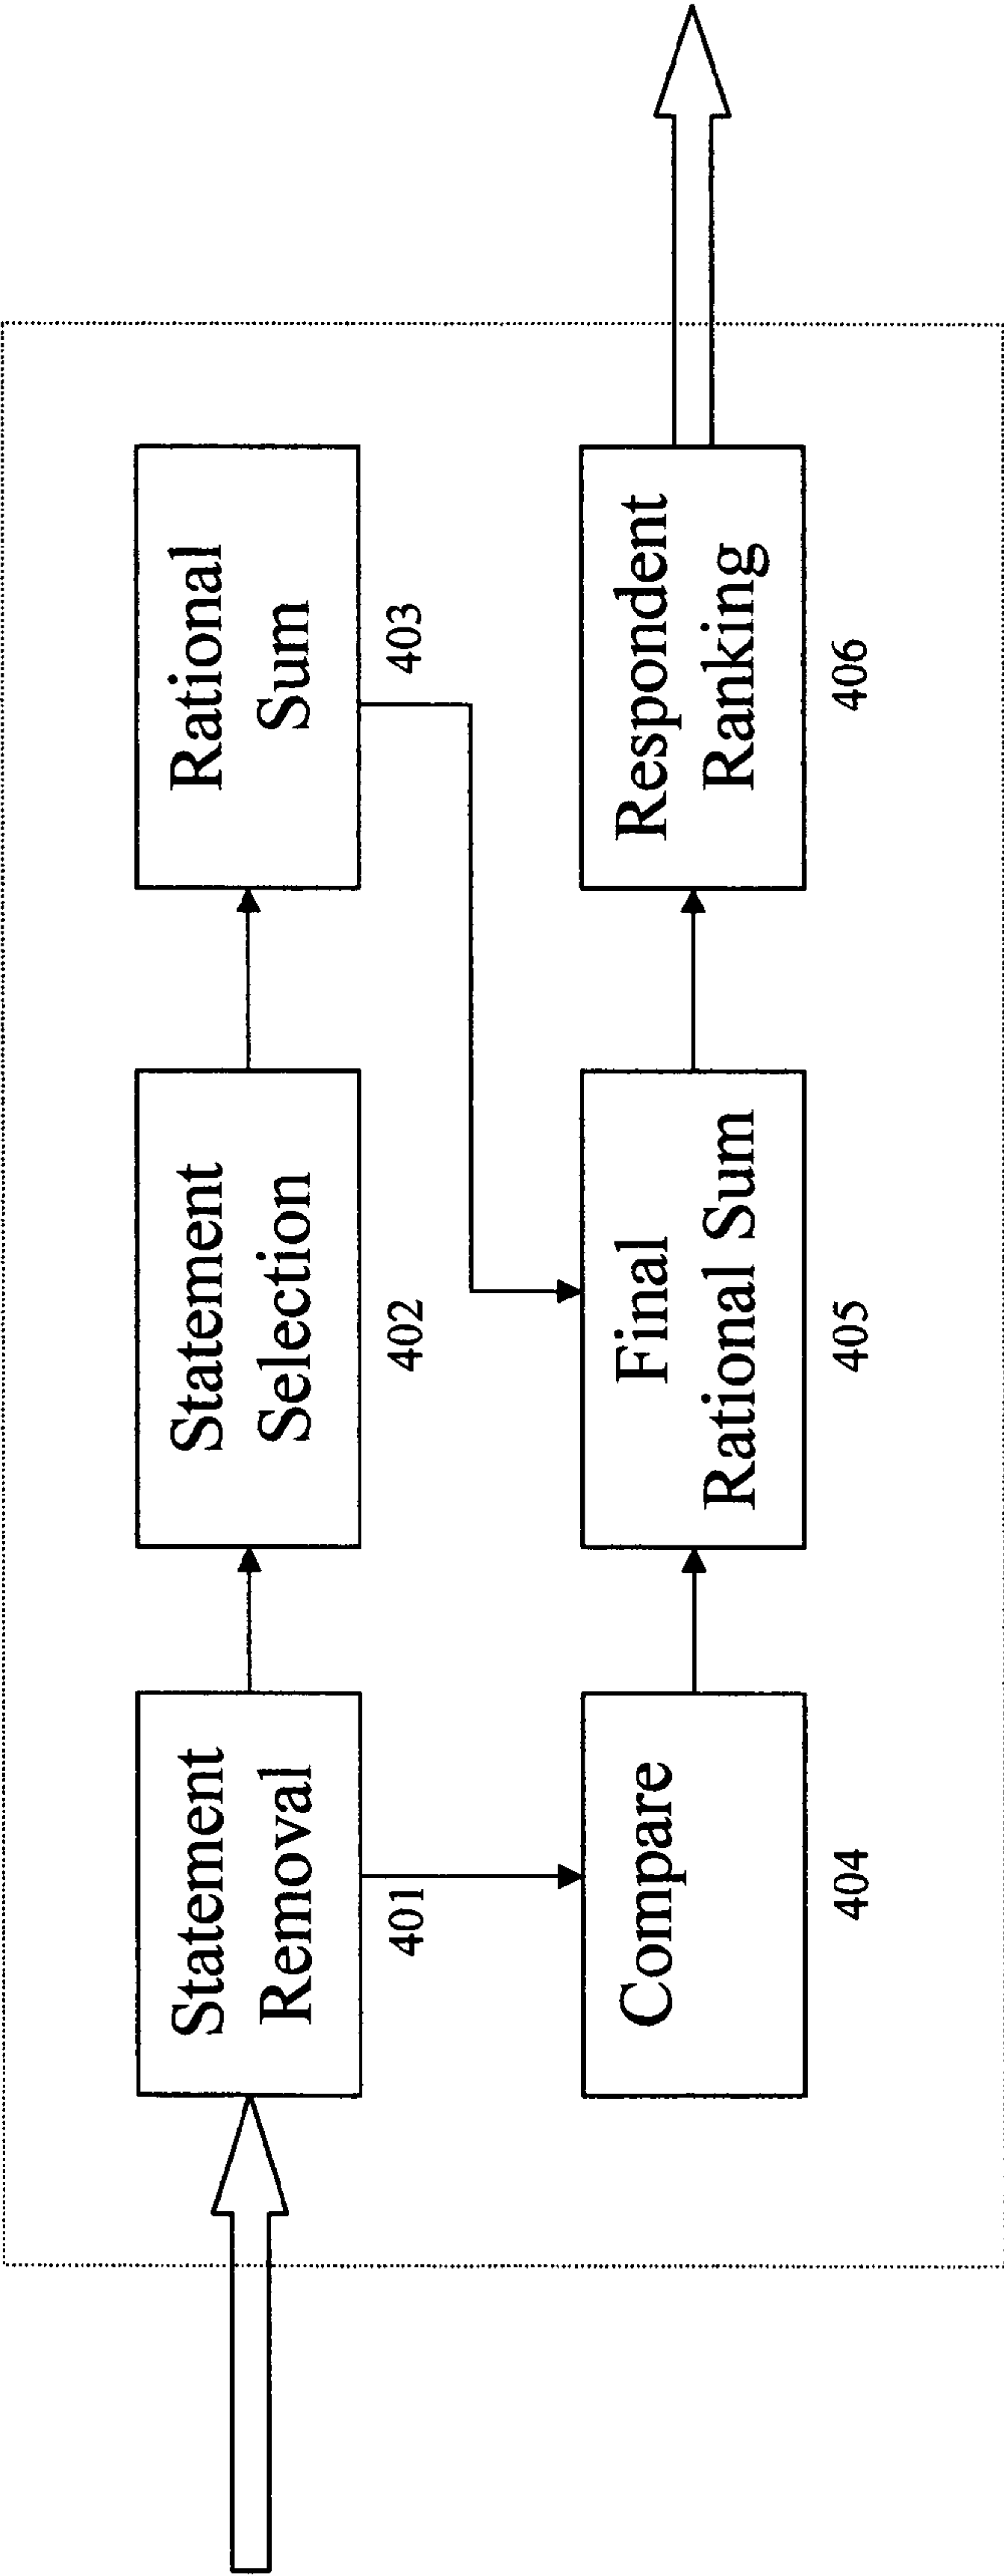 Statement
Removal
401
Statement
Selection
402
Rational
Sum
403
Compare
404
Final
Rational Sum
405
Respondent
Ranking
406